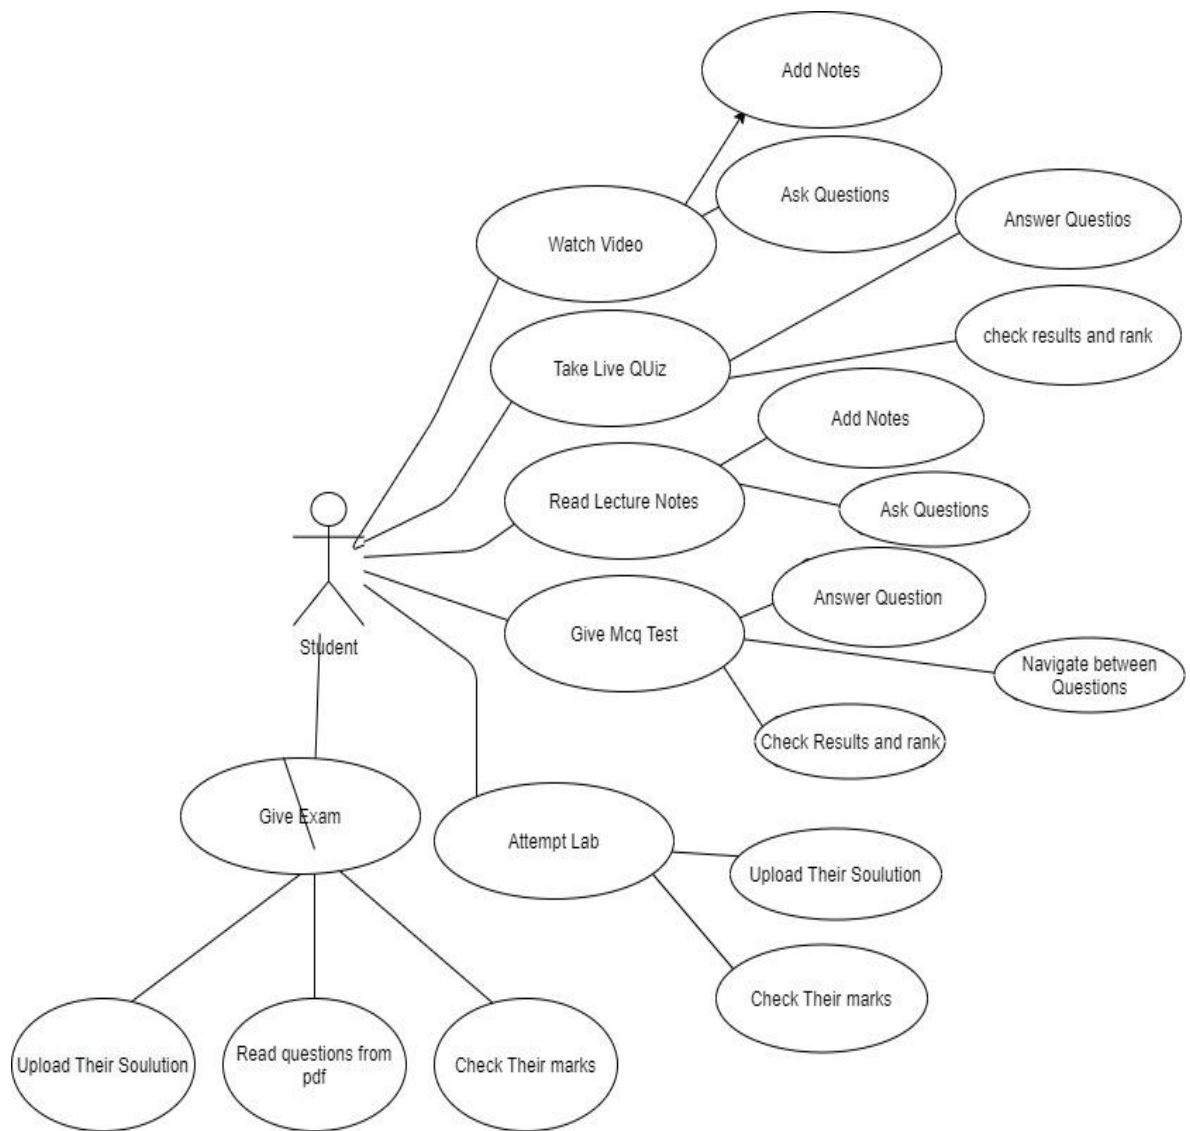 Add Notes
Ask Questions
Answer Questios
Watch Video
check results and rank
Take Live QUiz
Add Notes
Read Lecture Notes
Ask Questions
Answer Question
Give Mcq Test
Student
Navigate between
Questions
Check Results and rank
Give Exam
Attempt Lab
Upload Their Soulution
Check Their marks
Upload Their Soulution
Read questions from
pdf
Check Their marks